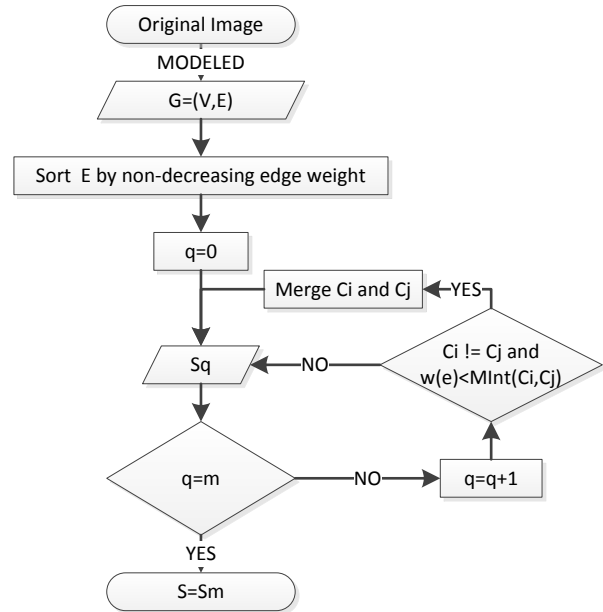 Original Image
MODELED
G=(V,E)
Sort E by non-decreasing edge weight
q=0
Merge Ci and Cj
YES
Sq
NO
Ci != Cj and
w(e)<MInt(Ci,Cj)
q=m
NO
q=q+1
YES
S=Sm